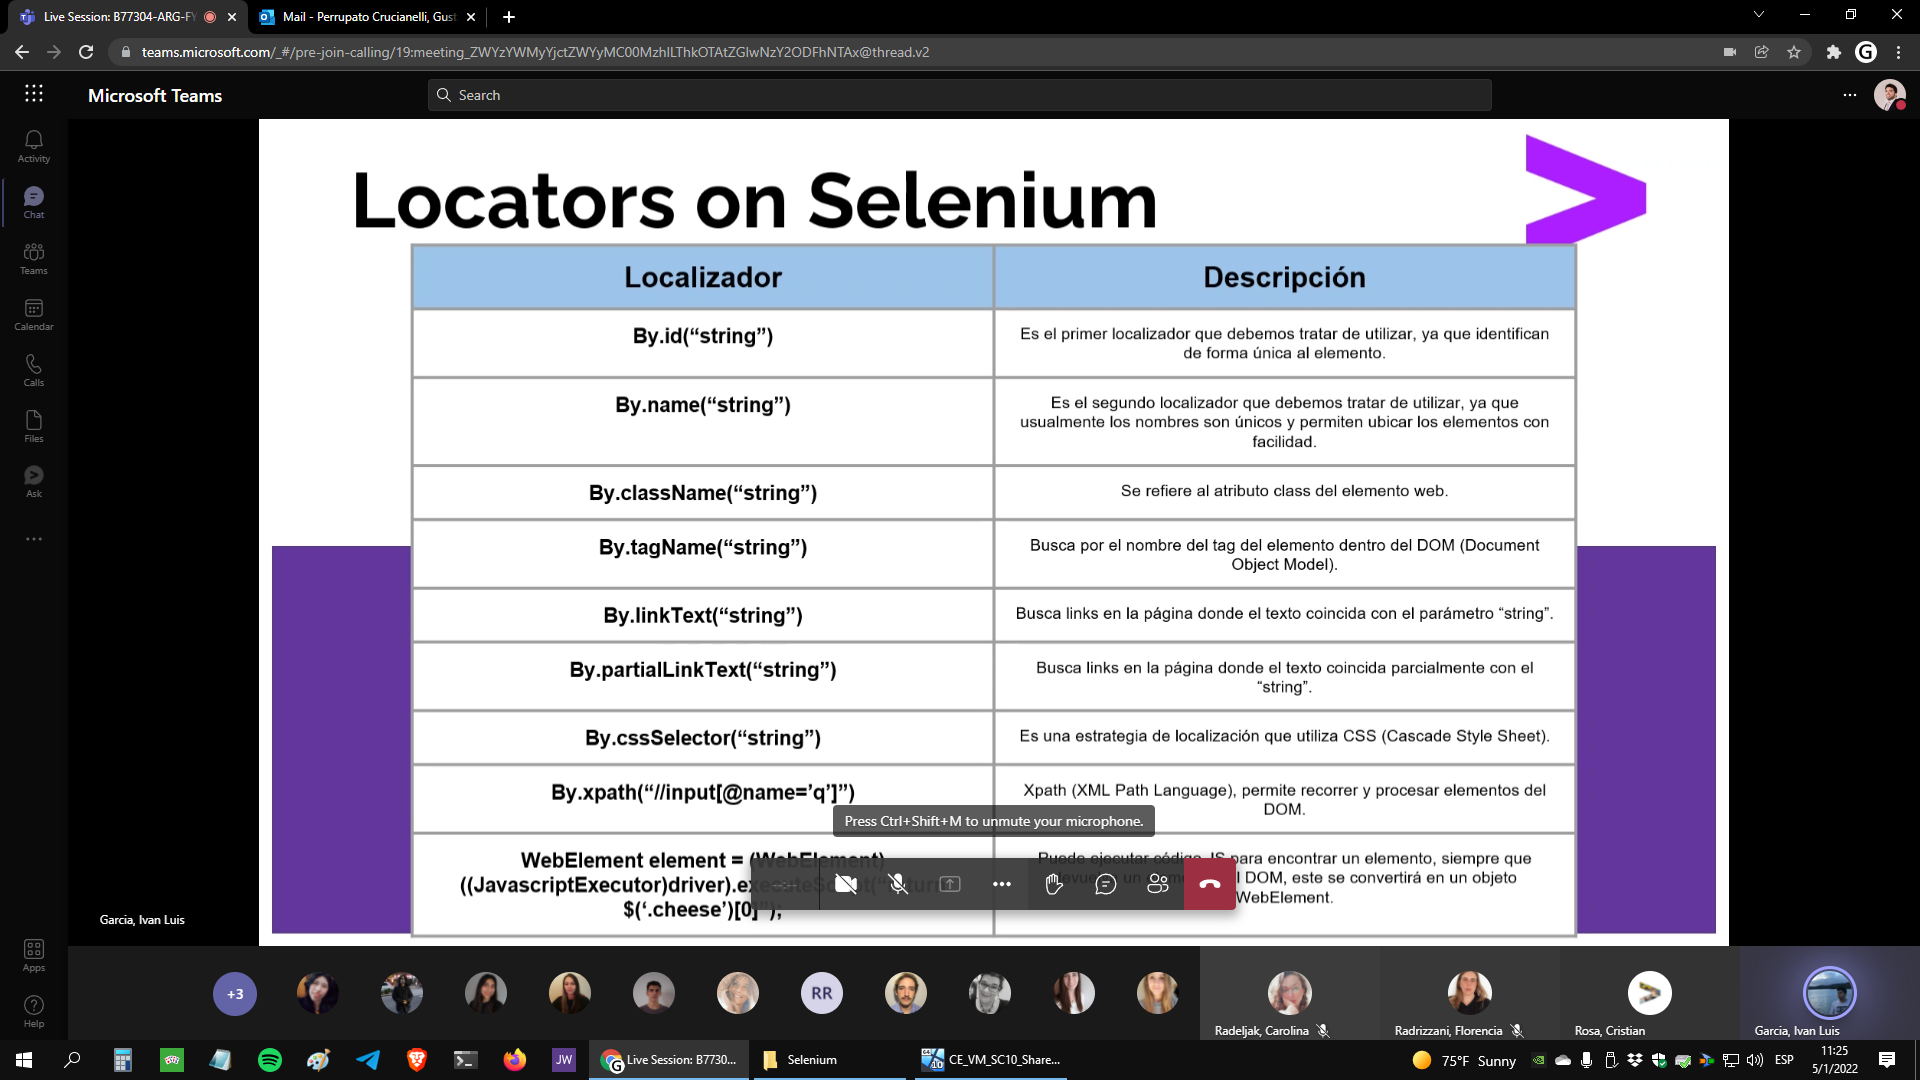 Live Session: B77304-ARG-FY
Mail - Perrupato Crucianelli, Gust
teams.microsoft.com/_#/pre-join-calling/19:meeting_ZWYzYWMyYjctZWYyMC00MzhlLThkOTAtZGIwNzY2ODFhNTAx@thread.v2
Microsoft Teams
Search
Activity
Chat
Teams
Calendar
Calls
Files
Ask
Apps
Help
Locators on Selenium
Localizador
Descripción
By.id(“string”)
Es el primer localizador que debemos tratar de utilizar, ya que identifican
de forma única al elemento.
By.name(“string”)
Es el segundo localizador que debemos tratar de utilizar, ya que
usualmente los nombres son únicos y permiten ubicar los elementos con
facilidad.
By.className(“string”)
Se refiere al atributo class del elemento web.
By.tagName(“string”)
Busca por el nombre del tag del elemento dentro del DOM (Document
Object Model).
By.linkText(“string”)
Busca links en la página donde el texto coincida con el parámetro “string”.
By.partialLinkText(“string”)
Busca links en la página donde el texto coincida parcialmente con el
“string”.
By.cssSelector(“string”)
Es una estrategia de localización que utiliza CSS (Cascade Style Sheet).
By.xpath(“//input[@name=’q’]”)
Xpath (XML Path Language), permite recorrer y procesar elementos del
DOM.
Press Ctrl+Shift+M to unmute your microphone.
WebElement element = (WebElement)
((JavascriptExecutor)driver).executeScript(“return
$(‘.cheese’)[0]”);
Puede ejecutar código JS para encontrar un elemento, siempre que
DOM, este se convertirá en un objeto
WebElement.
Garcia, Ivan Luis
+3
RR
Radeljak, Carolina
Radrizzani, Florencia
Rosa, Cristian
Garcia, Ivan Luis
JW
Live Session: B7730...
Selenium
CE_VM_SC10_Share...
75°F Sunny
ESP
11:25
5/1/2022